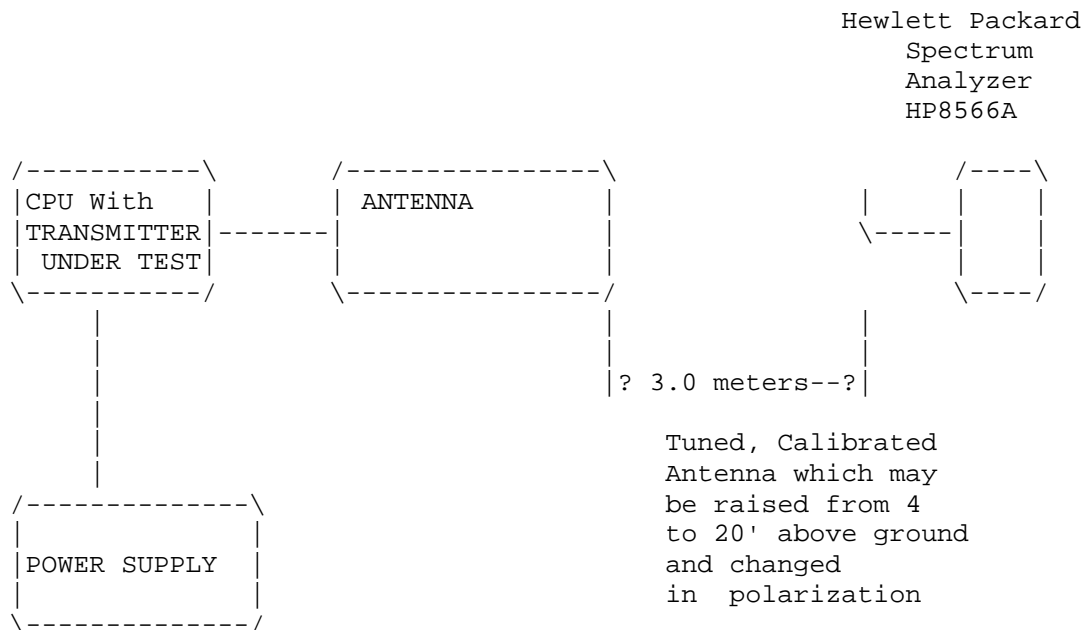 Hewlett Packard
Spectrum
Analyzer
HP8566A
CPU With
TRANSMITTER
UNDER TEST
ANTENNA
? 3.0 meters--?
Tuned, Calibrated
Antenna which may
be raised from 4
to 20' above ground
and changed
in polarization
POWER SUPPLY